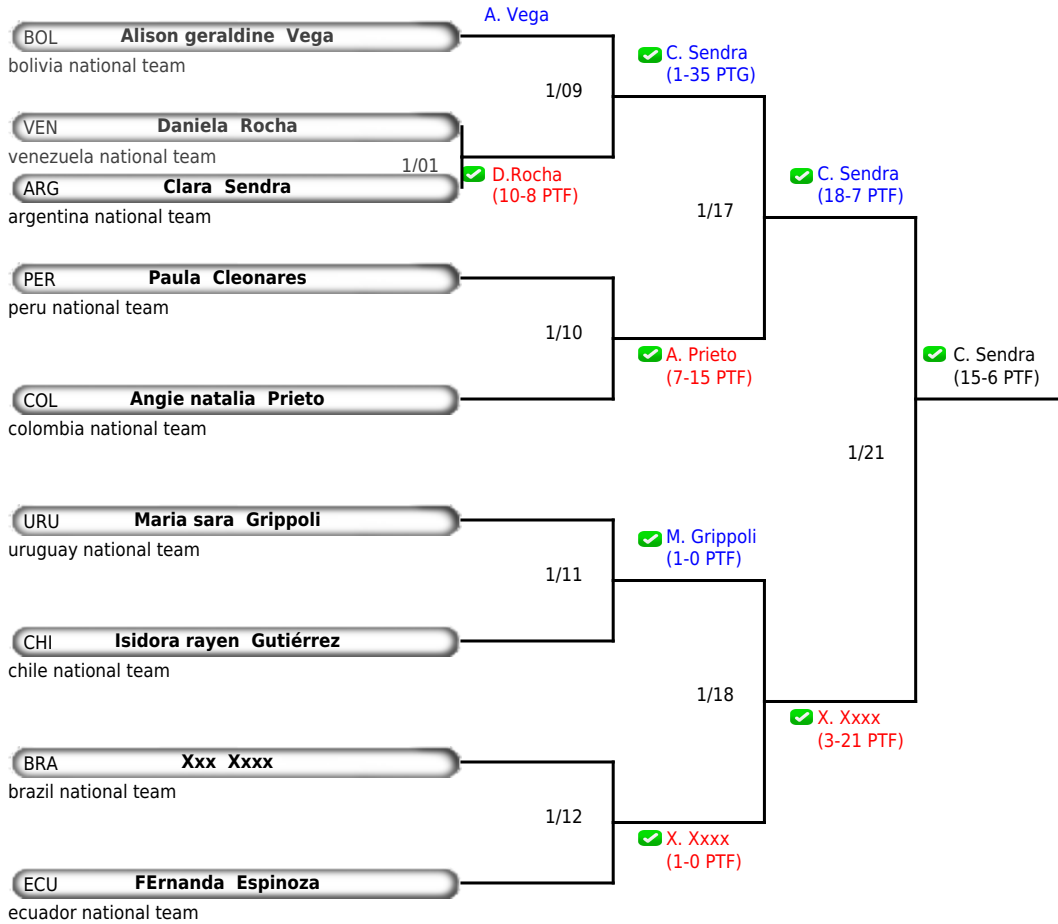 A. Vega
BOL Alison geraldine Vega
bolivia national team
1/09
C. Sendra
(1-35 PTG)
VEN Daniela Rocha
venezuela national team
1/01
D.Rocha
(10-8 PTF)
ARG Clara Sendra
argentina national team
1/17
C. Sendra
(18-7 PTF)
PER Paula Cleonares
peru national team
1/10
A. Prieto
(7-15 PTF)
COL Angie natalia Prieto
colombia national team
1/21
C. Sendra
(15-6 PTF)
URU Maria sara Grippoli
uruguay national team
1/11
M. Grippoli
(1-0 PTF)
CHI Isidora rayen Gutiérrez
chile national team
1/18
X. Xxxx
(3-21 PTF)
BRA Xxx Xxxx
brazil national team
1/12
X. Xxxx
(1-0 PTF)
ECU FErnanda Espinoza
ecuador national team